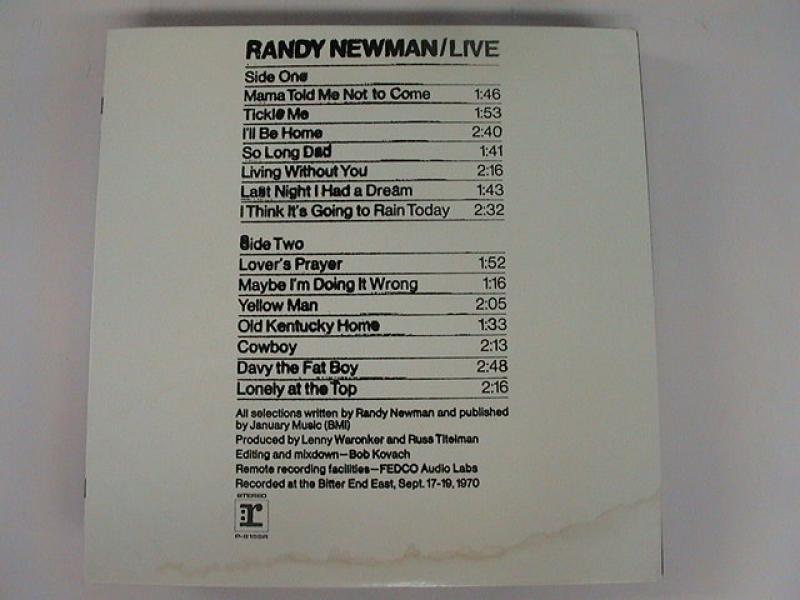 RANDY NEWMAN/LIVE
Side One
Mama Told Me Not to Come 1:46
Tickle Me 1:53
I'll Be Home 2:40
So Long Dad 1:41
Living Without You 2:16
Last Night I Had a Dream 1:43
I Think It's Going to Rain Today 2:32
Side Two
Lover's Prayer 1:52
Maybe I'm Doing It Wrong 1:16
Yellow Man 2:05
Old Kentucky Home 1:33
Cowboy 2:13
Davy the Fat Boy 2:48
Lonely at the Top 2:16
All selections written by Randy Newman and published
by January Music (BMI)
Produced by Lenny Waronker and Russ Titelman
Editing and mixdown—Bob Kovach
Remote recording facilities—FEDCO Audio Labs
Recorded at the Bitter End East, Sept. 17-19, 1970
STEREO
r